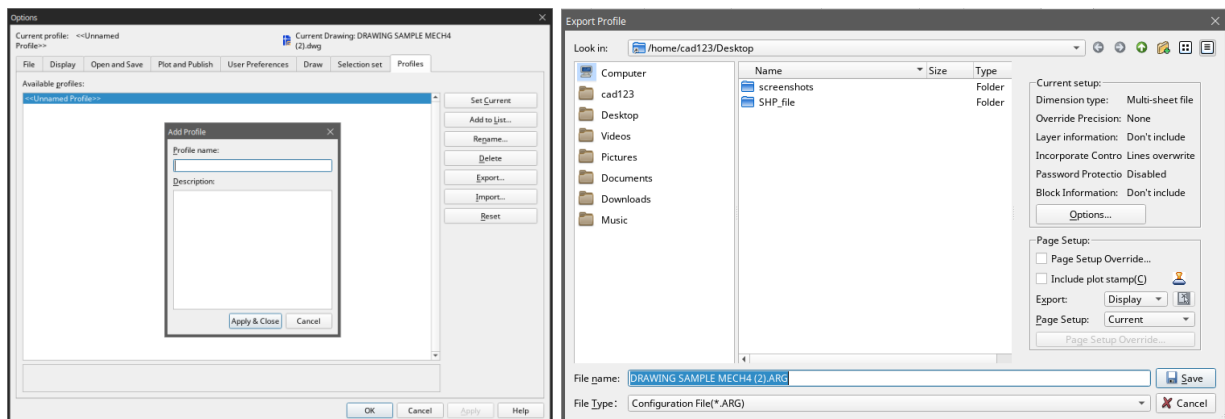 Options
Current profile: <<Unnamed
Profile>>
Current Drawing: DRAWING SAMPLE MECH4
(2).dwg
File Display Open and Save Plot and Publish User Preferences Draw Selection set Profiles
Available profiles:
<<Unnamed Profile>>
Set Current
Add to List...
Rename...
Delete
Export...
Import...
Reset
Add Profile
Profile name:
Description:
Apply & Close Cancel
OK Cancel Apply Help
Export Profile
Look in: /home/cad123/Desktop
Computer
cad123
Desktop
Videos
Pictures
Documents
Downloads
Music
Name Size Type
screenshots Folder
SHP_file Folder
Current setup:
Dimension type: Multi-sheet file
Override Precision: None
Layer information: Don't include
Incorporate Contro Lines overwrite
Password Protectio Disabled
Block Information: Don't include
Options...
Page Setup:
Page Setup Override...
Include plot stamp(C)
Export: Display
Page Setup: Current
Page Setup Override...
File name: DRAWING SAMPLE MECH4 (2).ARG
Save
File Type: Configuration File(*.ARG)
Cancel